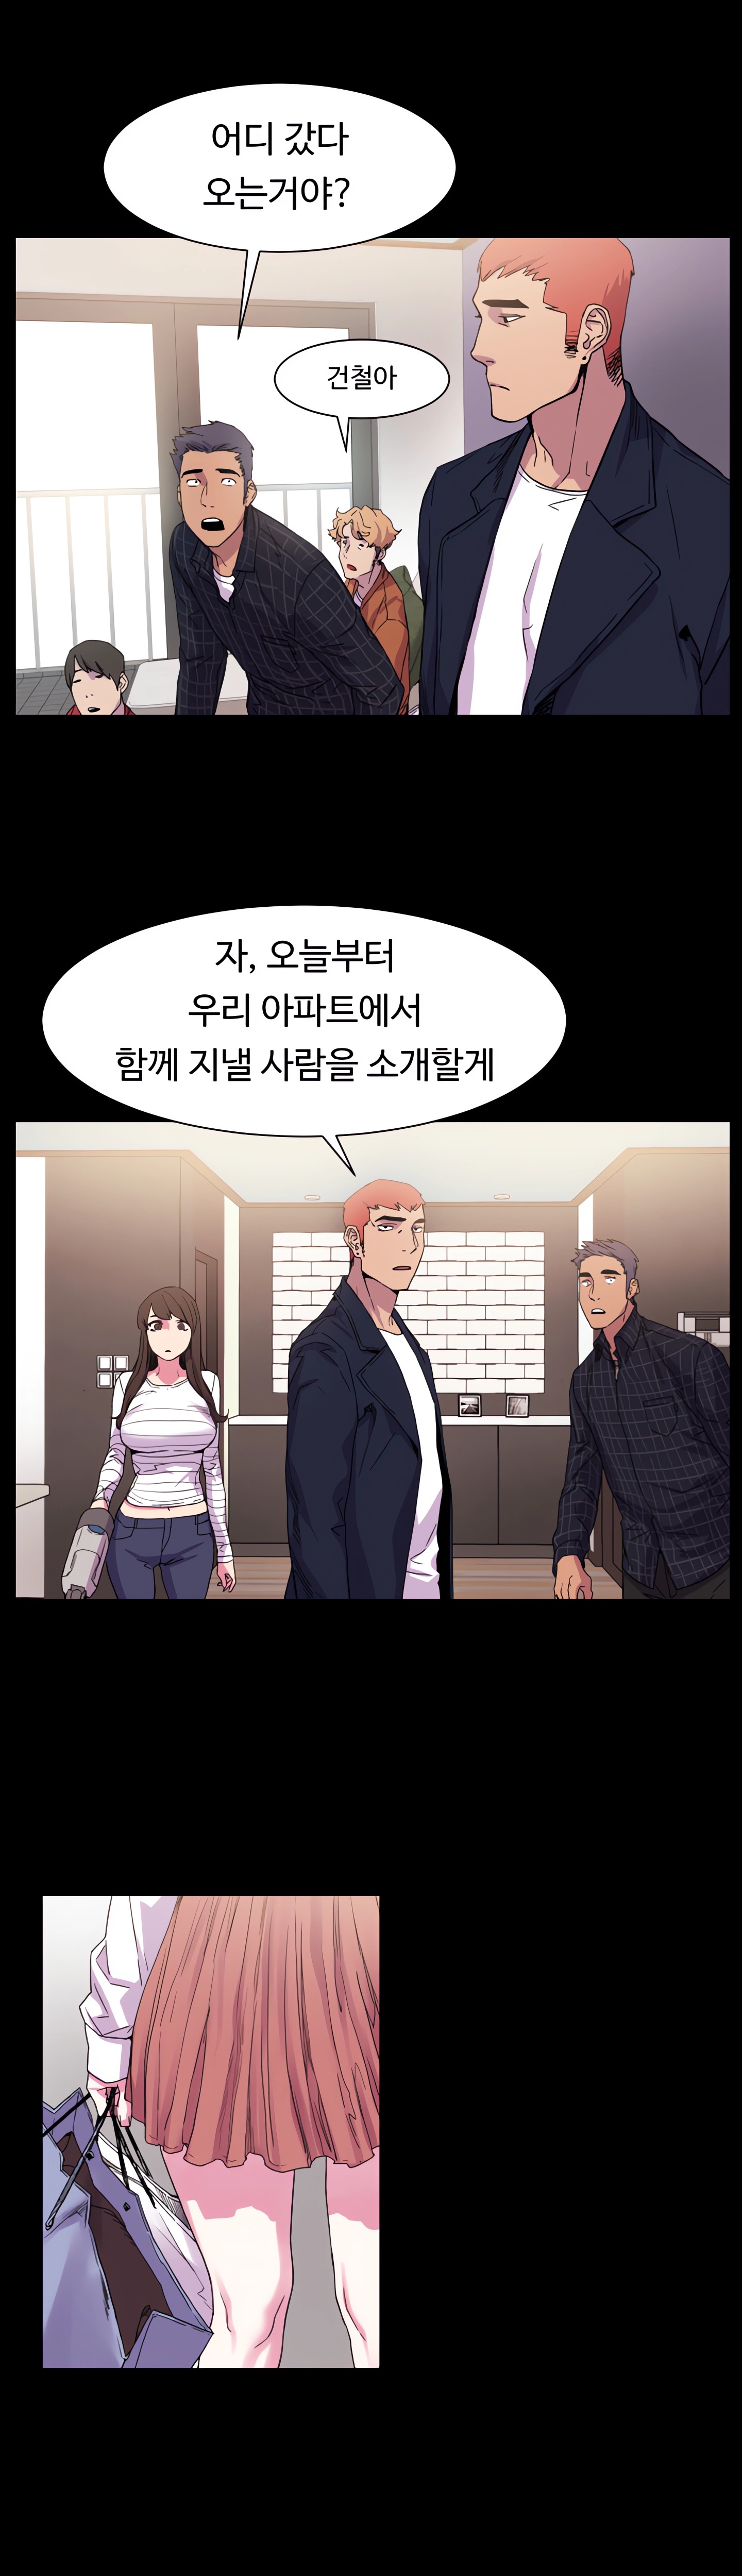 어디 갔다
오는거야?
건철아
자, 오늘부터
우리 아파트에서
함께 지낼 사람을 소개할게